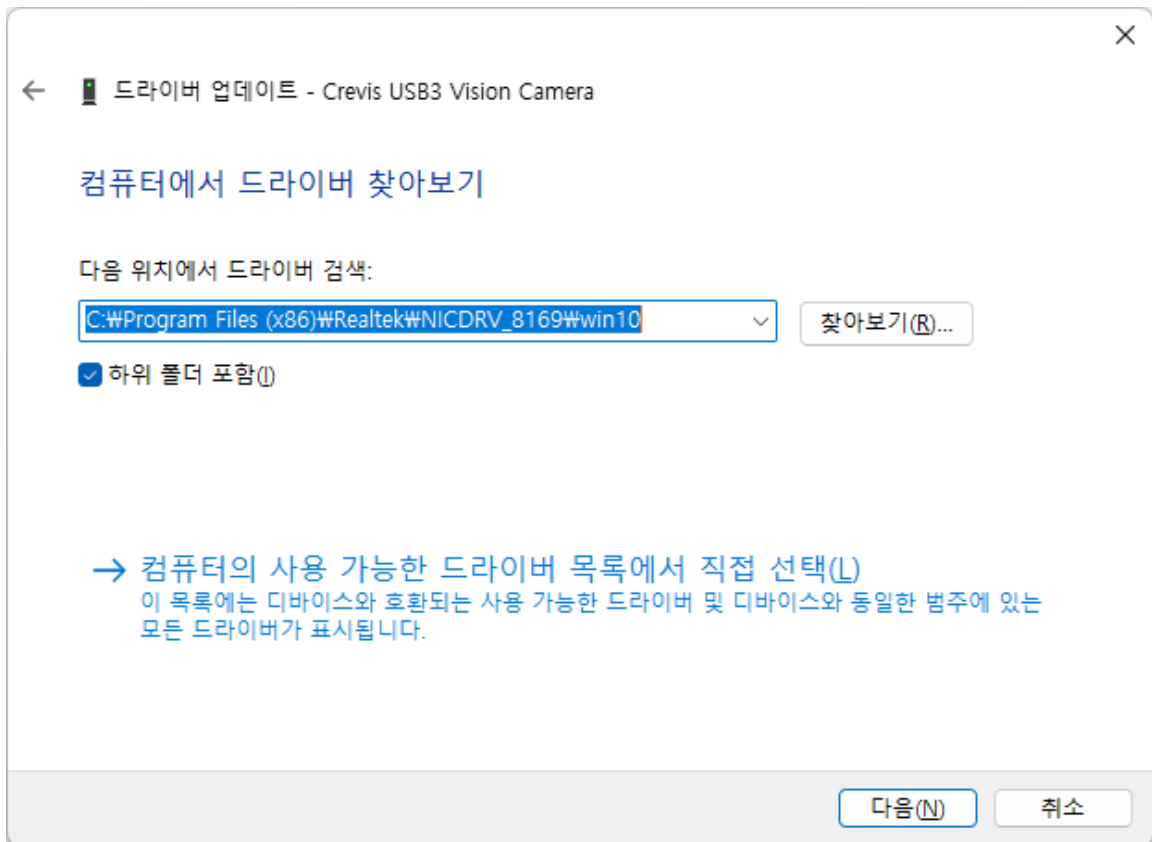 드라이버 업데이트 - Crevis USB3 Vision Camera
컴퓨터에서 드라이버 찾아보기
다음 위치에서 드라이버 검색:
C:₩Program Files (x86)₩Realtek₩NICDRV_8169₩win10
찾아보기(R)...
하위 폴더 포함(I)
→ 컴퓨터의 사용 가능한 드라이버 목록에서 직접 선택(L)
이 목록에는 디바이스와 호환되는 사용 가능한 드라이버 및 디바이스와 동일한 범주에 있는
모든 드라이버가 표시됩니다.
다음(N)
취소